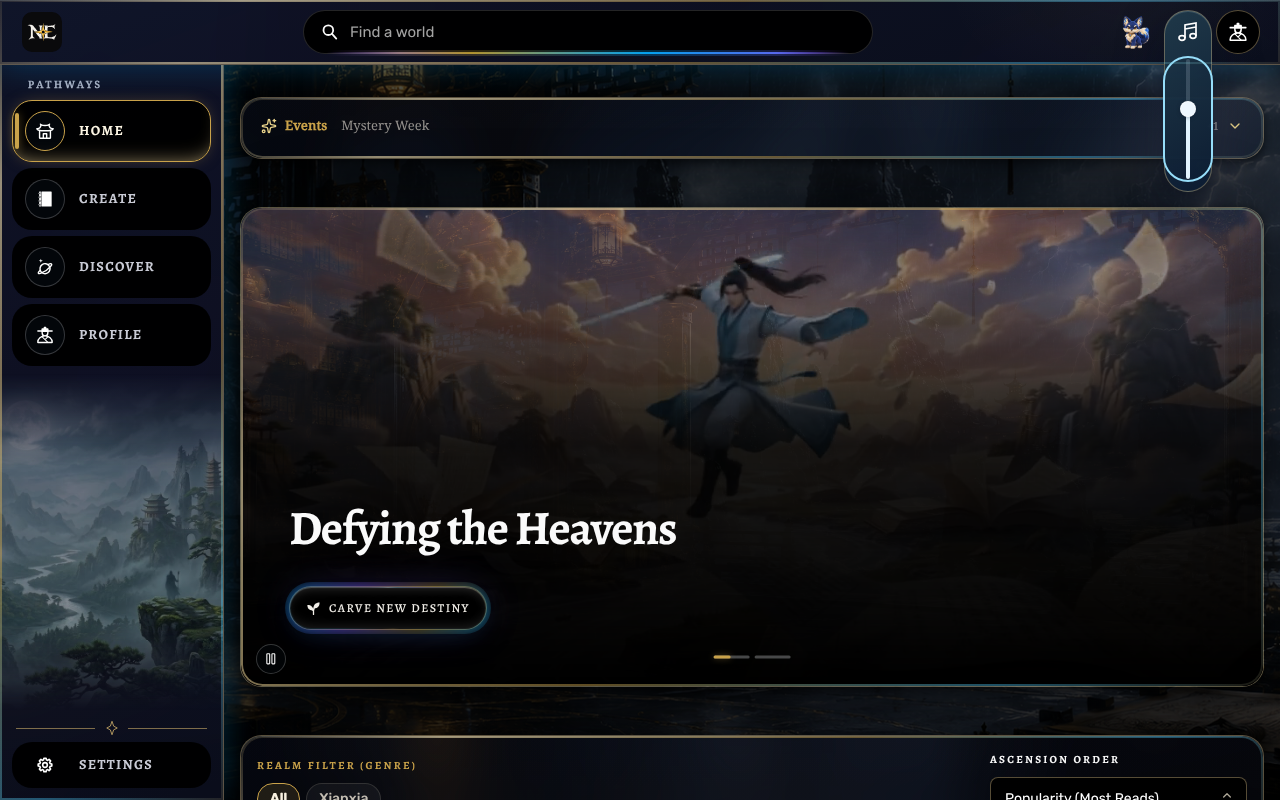 NE
Find a world
PATHWAYS
HOME
CREATE
DISCOVER
PROFILE
SETTINGS
Events Mystery Week 1
Defying the Heavens
CARVE NEW DESTINY
REALM FILTER (GENRE)
All Xianxia
ASCENSION ORDER
Popularity (Most Reads)